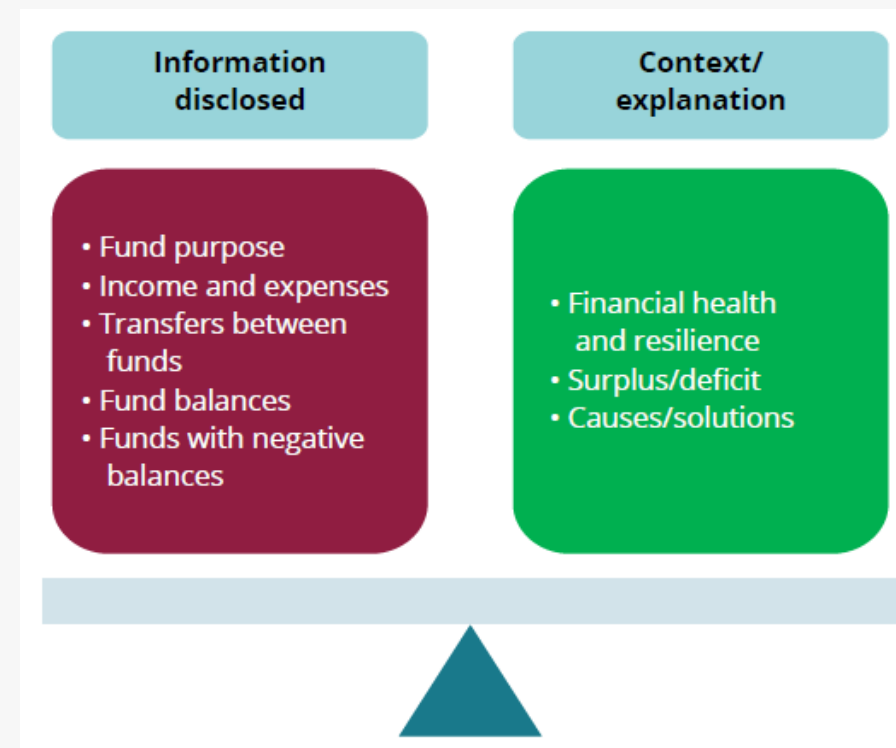 Information
disclosed
Context/
explanation
• Fund purpose
• Income and expenses
• Transfers between
funds
• Fund balances
• Funds with negative
balances
• Financial health
and resilience
• Surplus/deficit
• Causes/solutions